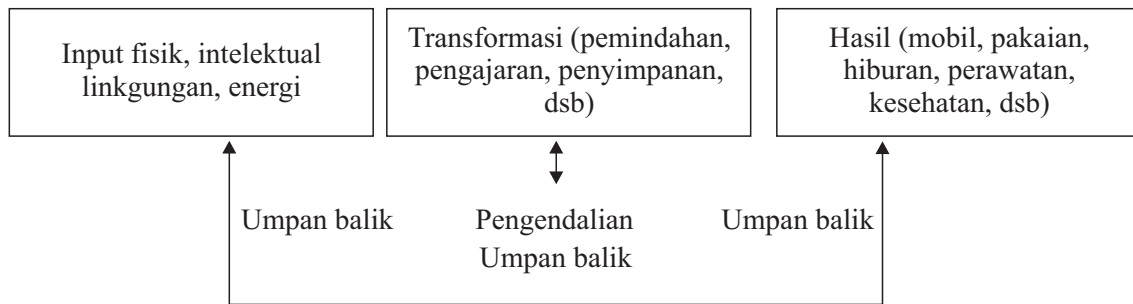 Input fisik, intelektual
linkgungan, energi
Transformasi (pemindahan,
pengajaran, penyimpanan,
dsb)
Hasil (mobil, pakaian,
hiburan, perawatan,
kesehatan, dsb)
Umpan balik
Pengendalian
Umpan balik
Umpan balik